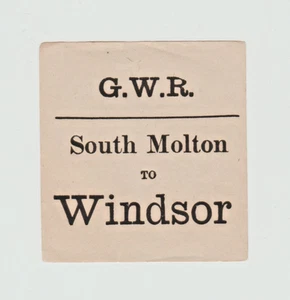 G.W.R.
South Molton
TO
Windsor